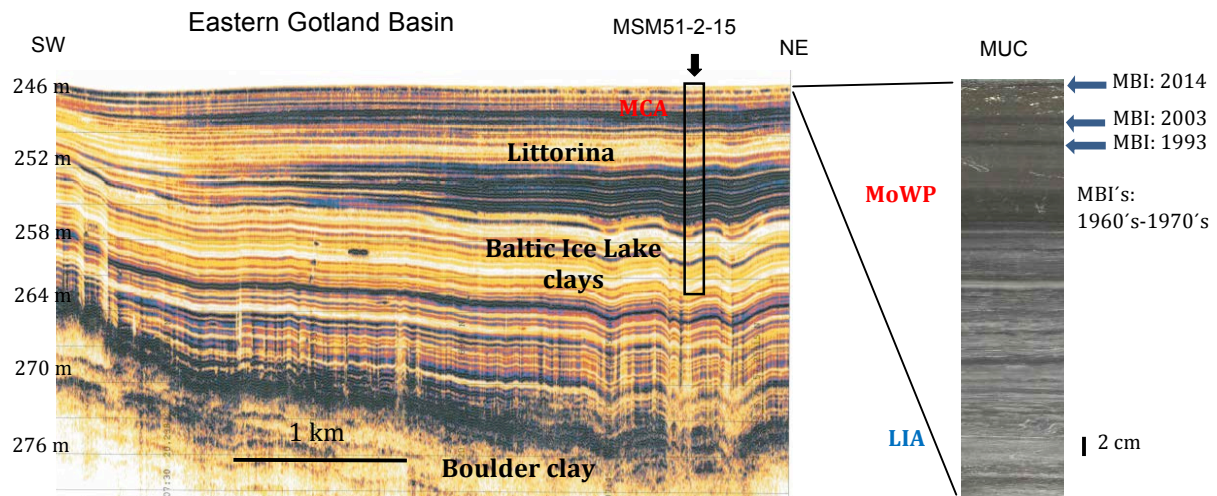 Eastern Gotland Basin
MSM51-2-15
SW
NE
MUC
246 m
252 m
258 m
264 m
270 m
276 m
MCA
Littorina
Baltic Ice Lake
clays
1 km
Boulder clay
MoWP
LIA
MBI: 2014
MBI: 2003
MBI: 1993
MBI´s:
1960´s-1970´s
2 cm